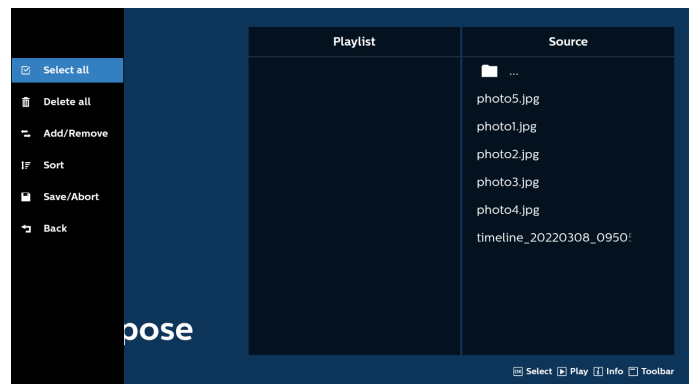 Select all
Delete all
Add/Remove
Sort
Save/Abort
Back
pose
Playlist
Source
...
photo5.jpg
photo1.jpg
photo2.jpg
photo3.jpg
photo4.jpg
timeline_20220308_0950
OK Select Play i Info Toolbar